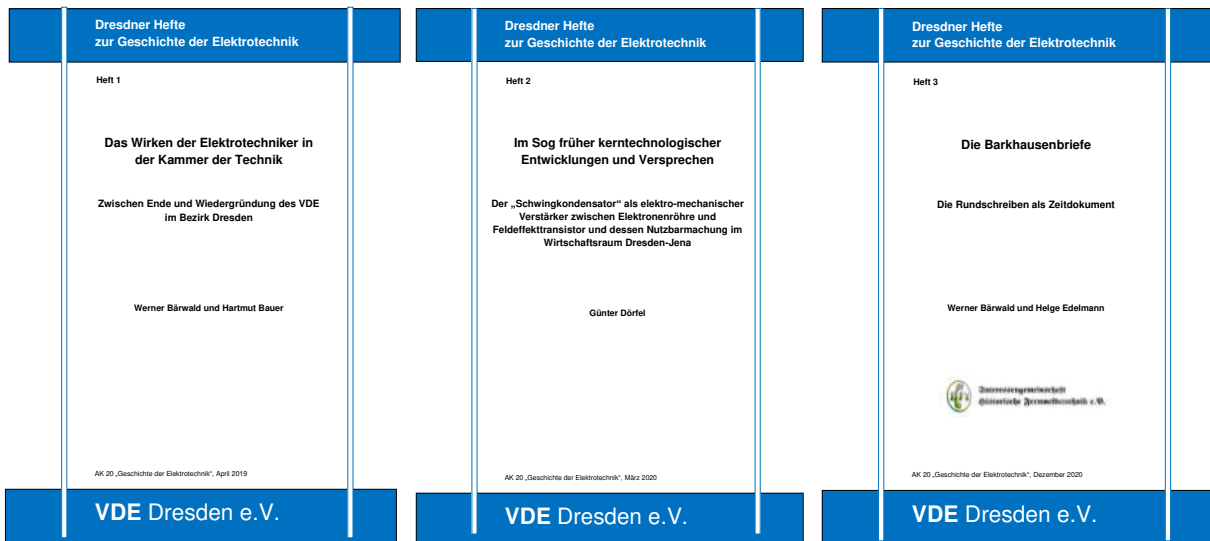 Dresdner Hefte
zur Geschichte der Elektrotechnik
Heft 1
Das Wirken der Elektrotechniker in
der Kammer der Technik
Zwischen Ende und Wiedergründung des VDE
im Bezirk Dresden
Werner Bärwald und Hartmut Bauer
AK 20 „Geschichte der Elektrotechnik“, April 2019
VDE Dresden e.V.
Dresdner Hefte
zur Geschichte der Elektrotechnik
Heft 2
Im Sog früher kerntechnologischer
Entwicklungen und Versprechen
Der „Schwingkondensator“ als elektro-mechanischer
Verstärker zwischen Elektronenröhre und
Feldeffekttransistor und dessen Nutzbarmachung im
Wirtschaftsraum Dresden-Jena
Günter Dörfel
AK 20 „Geschichte der Elektrotechnik“, März 2020
VDE Dresden e.V.
Dresdner Hefte
zur Geschichte der Elektrotechnik
Heft 3
Die Barkhausenbriefe
Die Rundschreiben als Zeitdokument
Werner Bärwald und Helge Edelmann
Interessengemeinschaft
Historische Fernmeldetechnik e.V.
AK 20 „Geschichte der Elektrotechnik“, Dezember 2020
VDE Dresden e.V.